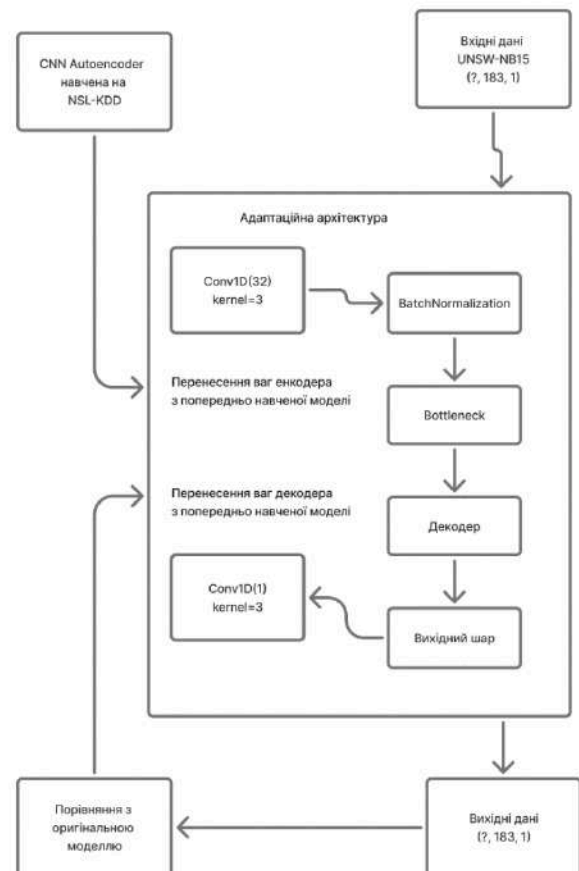 CNN Autoencoder
навчена на
NSL-KDD
Вхідні дані
UNSW-NB15
(?, 183, 1)
Адаптаційна архітектура
Conv1D(32)
kernel=3
BatchNormalization
Перенесення ваг енкодера
з попередньо навченої моделі
Bottleneck
Перенесення ваг декодера
з попередньо навченої моделі
Декодер
Conv1D(1)
kernel=3
Вихідний шар
Порівняння з
оригінальною
моделлю
Вихідні дані
(?, 183, 1)